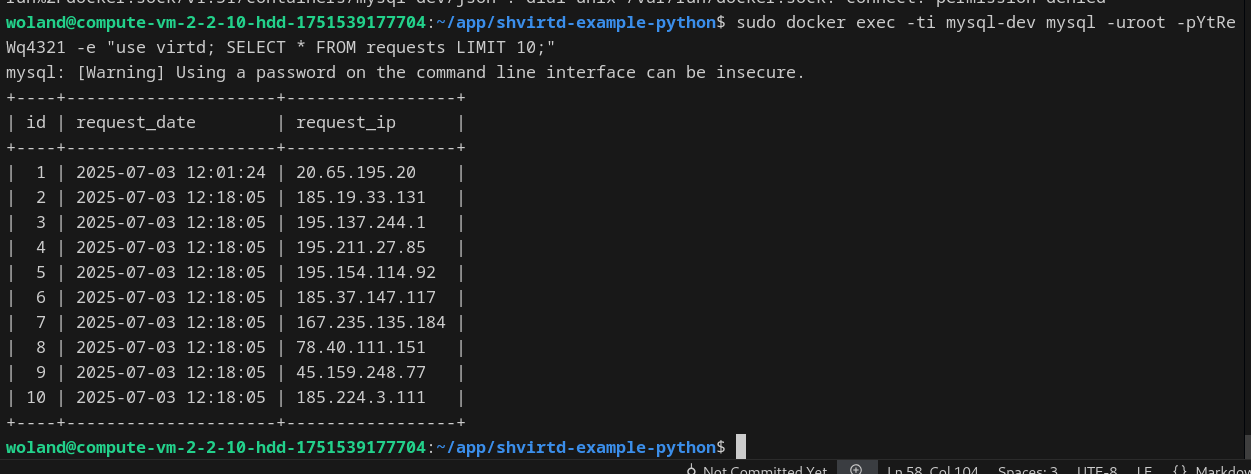 woland@compute-vm-2-2-10-hdd-1751539177704:~/app/shvirtd-example-python$ sudo docker exec -ti mysql-dev mysql -uroot -pYtRe
Wq4321 -e "use virtd; SELECT * FROM requests LIMIT 10;"
mysql: [Warning] Using a password on the command line interface can be insecure.
+----+---------------------+-----------------+
| id | request_date        | request_ip      |
+----+---------------------+-----------------+
|  1 | 2025-07-03 12:01:24 | 20.65.195.20    |
|  2 | 2025-07-03 12:18:05 | 185.19.33.131   |
|  3 | 2025-07-03 12:18:05 | 195.137.244.1   |
|  4 | 2025-07-03 12:18:05 | 195.211.27.85   |
|  5 | 2025-07-03 12:18:05 | 195.154.114.92  |
|  6 | 2025-07-03 12:18:05 | 185.37.147.117  |
|  7 | 2025-07-03 12:18:05 | 167.235.135.184 |
|  8 | 2025-07-03 12:18:05 | 78.40.111.151   |
|  9 | 2025-07-03 12:18:05 | 45.159.248.77   |
| 10 | 2025-07-03 12:18:05 | 185.224.3.111   |
+----+---------------------+-----------------+
woland@compute-vm-2-2-10-hdd-1751539177704:~/app/shvirtd-example-python$
Not Committed Yet Ln 58, Col 104 Spaces: 3 UTF-8 LF {} Markdow